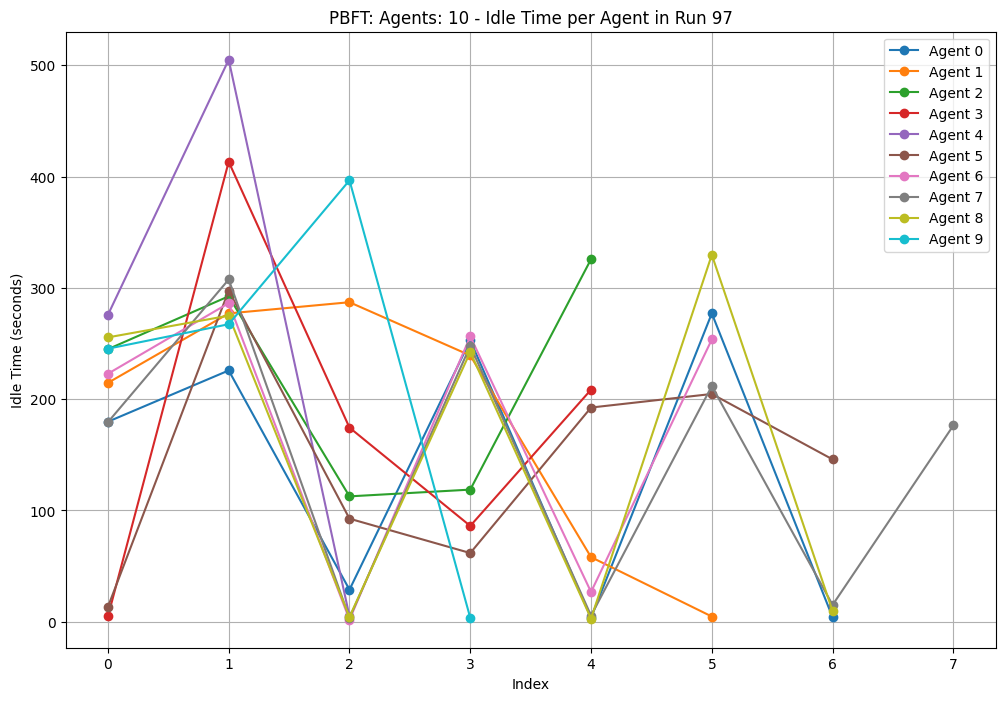 PBFT: Agents: 10 - Idle Time per Agent in Run 97
Idle Time (seconds)
500
400
300
200
100
0
0 1 2 3 4 5 6 7
Index
Agent 0
Agent 1
Agent 2
Agent 3
Agent 4
Agent 5
Agent 6
Agent 7
Agent 8
Agent 9